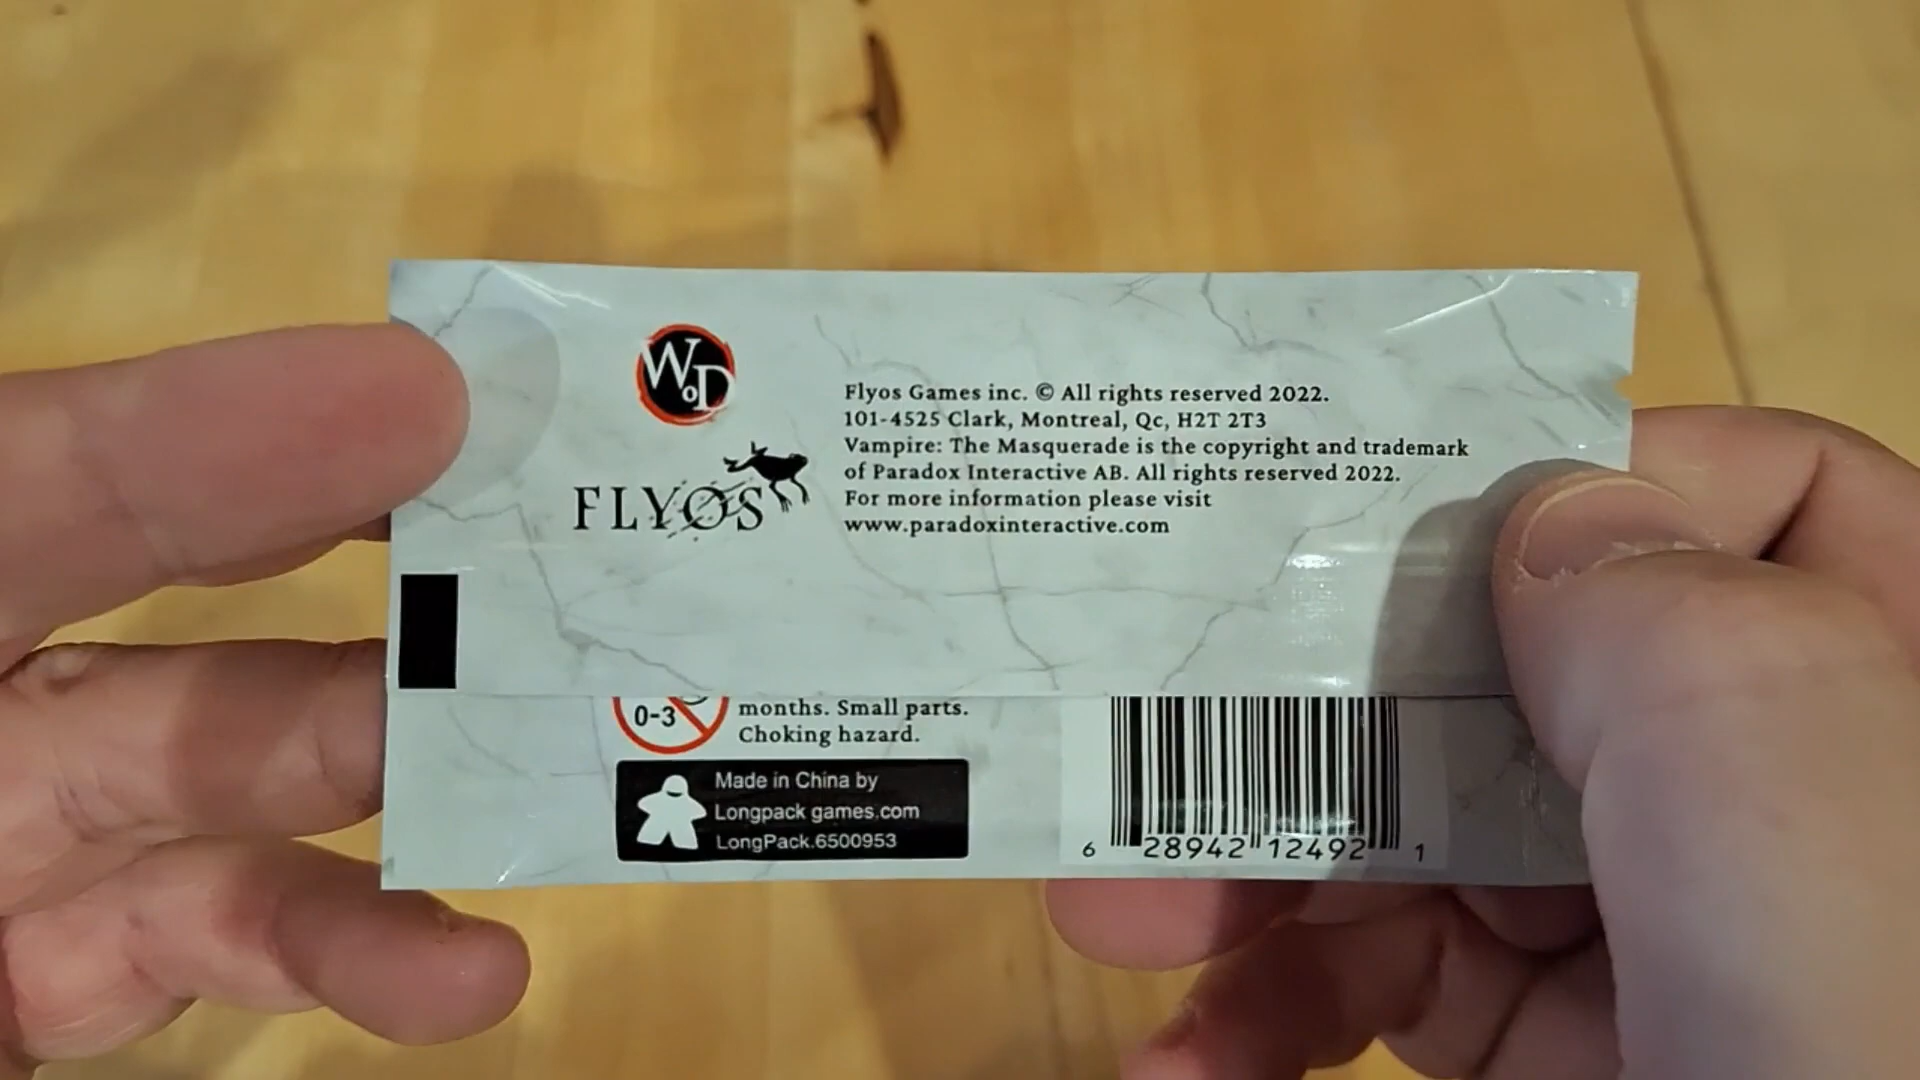 WoD
FLYOS
Flyos Games inc. © All rights reserved 2022.
101-4525 Clark, Montreal, Qc, H2T 2T3
Vampire: The Masquerade is the copyright and trademark
of Paradox Interactive AB. All rights reserved 2022.
For more information please visit
www.paradoxinteractive.com
0-3
months. Small parts.
Choking hazard.
Made in China by
Longpack games.com
LongPack.6500953
6 28942 12492 1